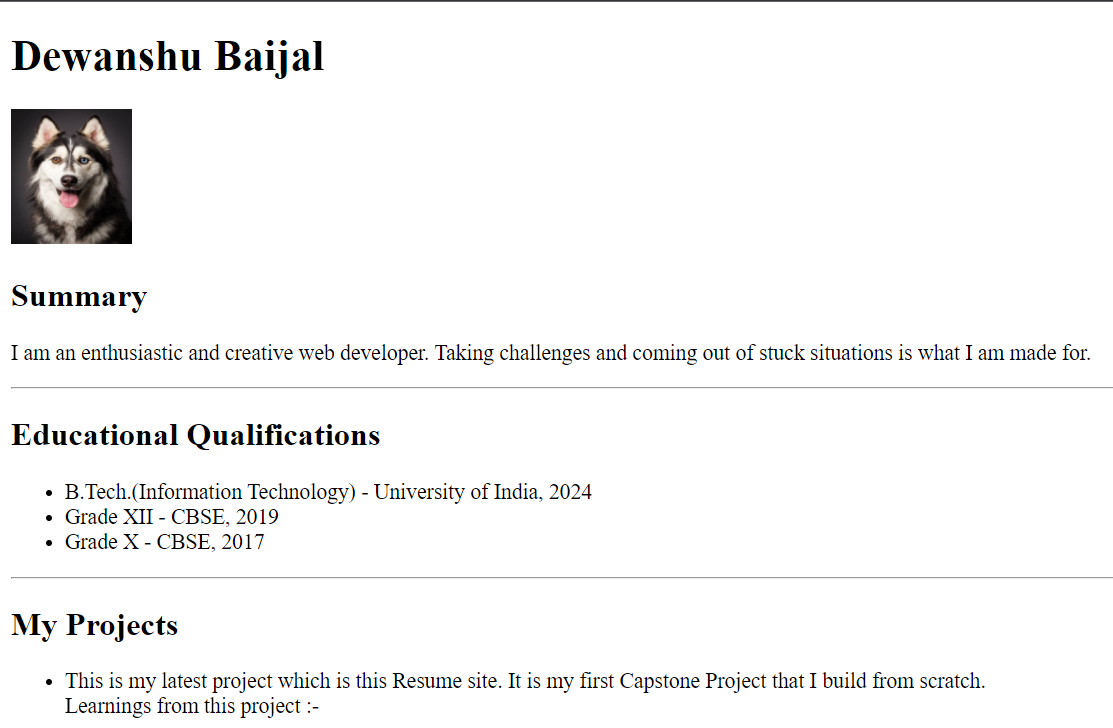 Dewanshu Baijal
Summary
I am an enthusiastic and creative web developer. Taking challenges and coming out of stuck situations is what I am made for.
Educational Qualifications
• B.Tech.(Information Technology) - University of India, 2024
• Grade XII - CBSE, 2019
• Grade X - CBSE, 2017
My Projects
• This is my latest project which is this Resume site. It is my first Capstone Project that I build from scratch.
Learnings from this project :-